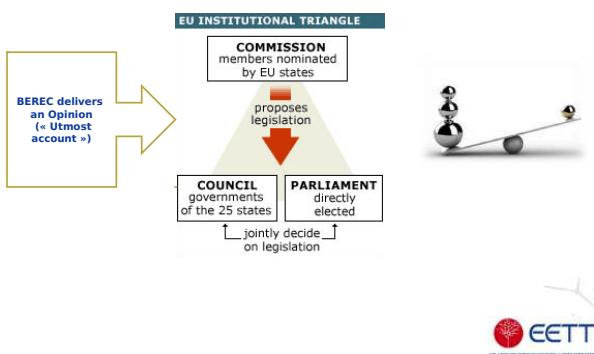 EU INSTITUTIONAL TRIANGLE
COMMISSION
members nominated
by EU states
BEREC delivers
an Opinion
(« Utmost
account »)
proposes
legislation
COUNCIL
governments
of the 25 states
PARLIAMENT
directly
elected
jointly decide
on legislation
EETT